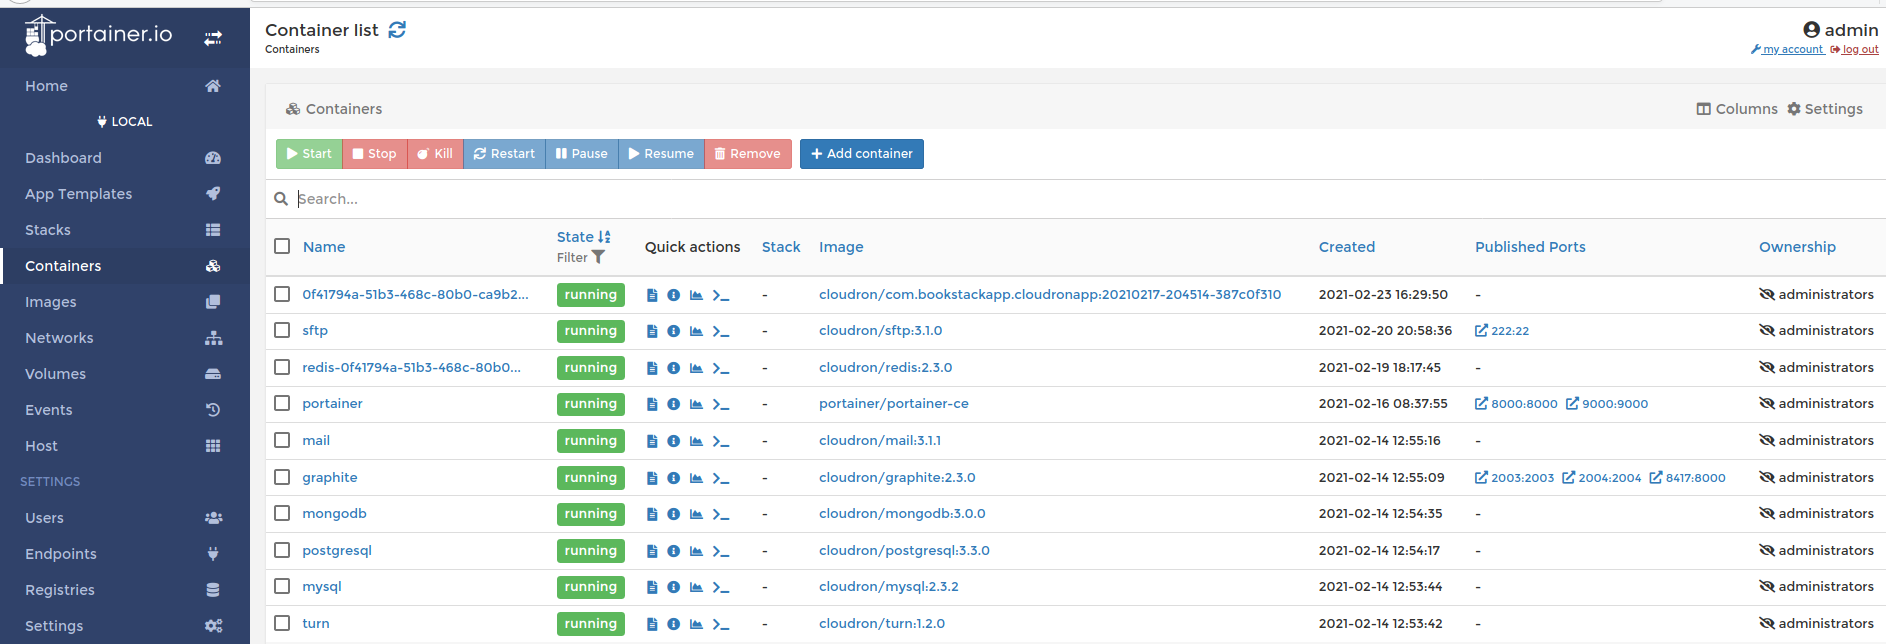 portainer.io
Home
LOCAL
Dashboard
App Templates
Stacks
Containers
Images
Networks
Volumes
Events
Host
SETTINGS
Users
Endpoints
Registries
Settings
Container list
Containers
admin
my account log out
Containers
Columns Settings
Start Stop Kill Restart Pause Resume Remove + Add container
Search...
Name State Filter Quick actions Stack Image Created Published Ports Ownership
0f41794a-51b3-468c-80b0-ca9b2... running - cloudron/com.bookstackapp.cloudronapp:20210217-204514-387c0f310 2021-02-23 16:29:50 - administrators
sftp running - cloudron/sftp:3.1.0 2021-02-20 20:58:36 222:22 administrators
redis-0f41794a-51b3-468c-80b0... running - cloudron/redis:2.3.0 2021-02-19 18:17:45 - administrators
portainer running - portainer/portainer-ce 2021-02-16 08:37:55 8000:8000 9000:9000 administrators
mail running - cloudron/mail:3.1.1 2021-02-14 12:55:16 - administrators
graphite running - cloudron/graphite:2.3.0 2021-02-14 12:55:09 2003:2003 2004:2004 8417:8000 administrators
mongodb running - cloudron/mongodb:3.0.0 2021-02-14 12:54:35 - administrators
postgresql running - cloudron/postgresql:3.3.0 2021-02-14 12:54:17 - administrators
mysql running - cloudron/mysql:2.3.2 2021-02-14 12:53:44 - administrators
turn running - cloudron/turn:1.2.0 2021-02-14 12:53:42 - administrators